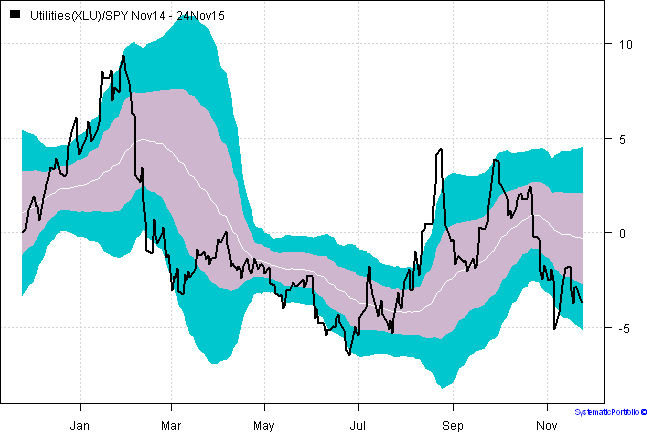 Utilities(XLU)/SPY Nov14 - 24Nov15
10
5
0
-5
Jan Mar May Jul Sep Nov
SystematicPortfolio ©